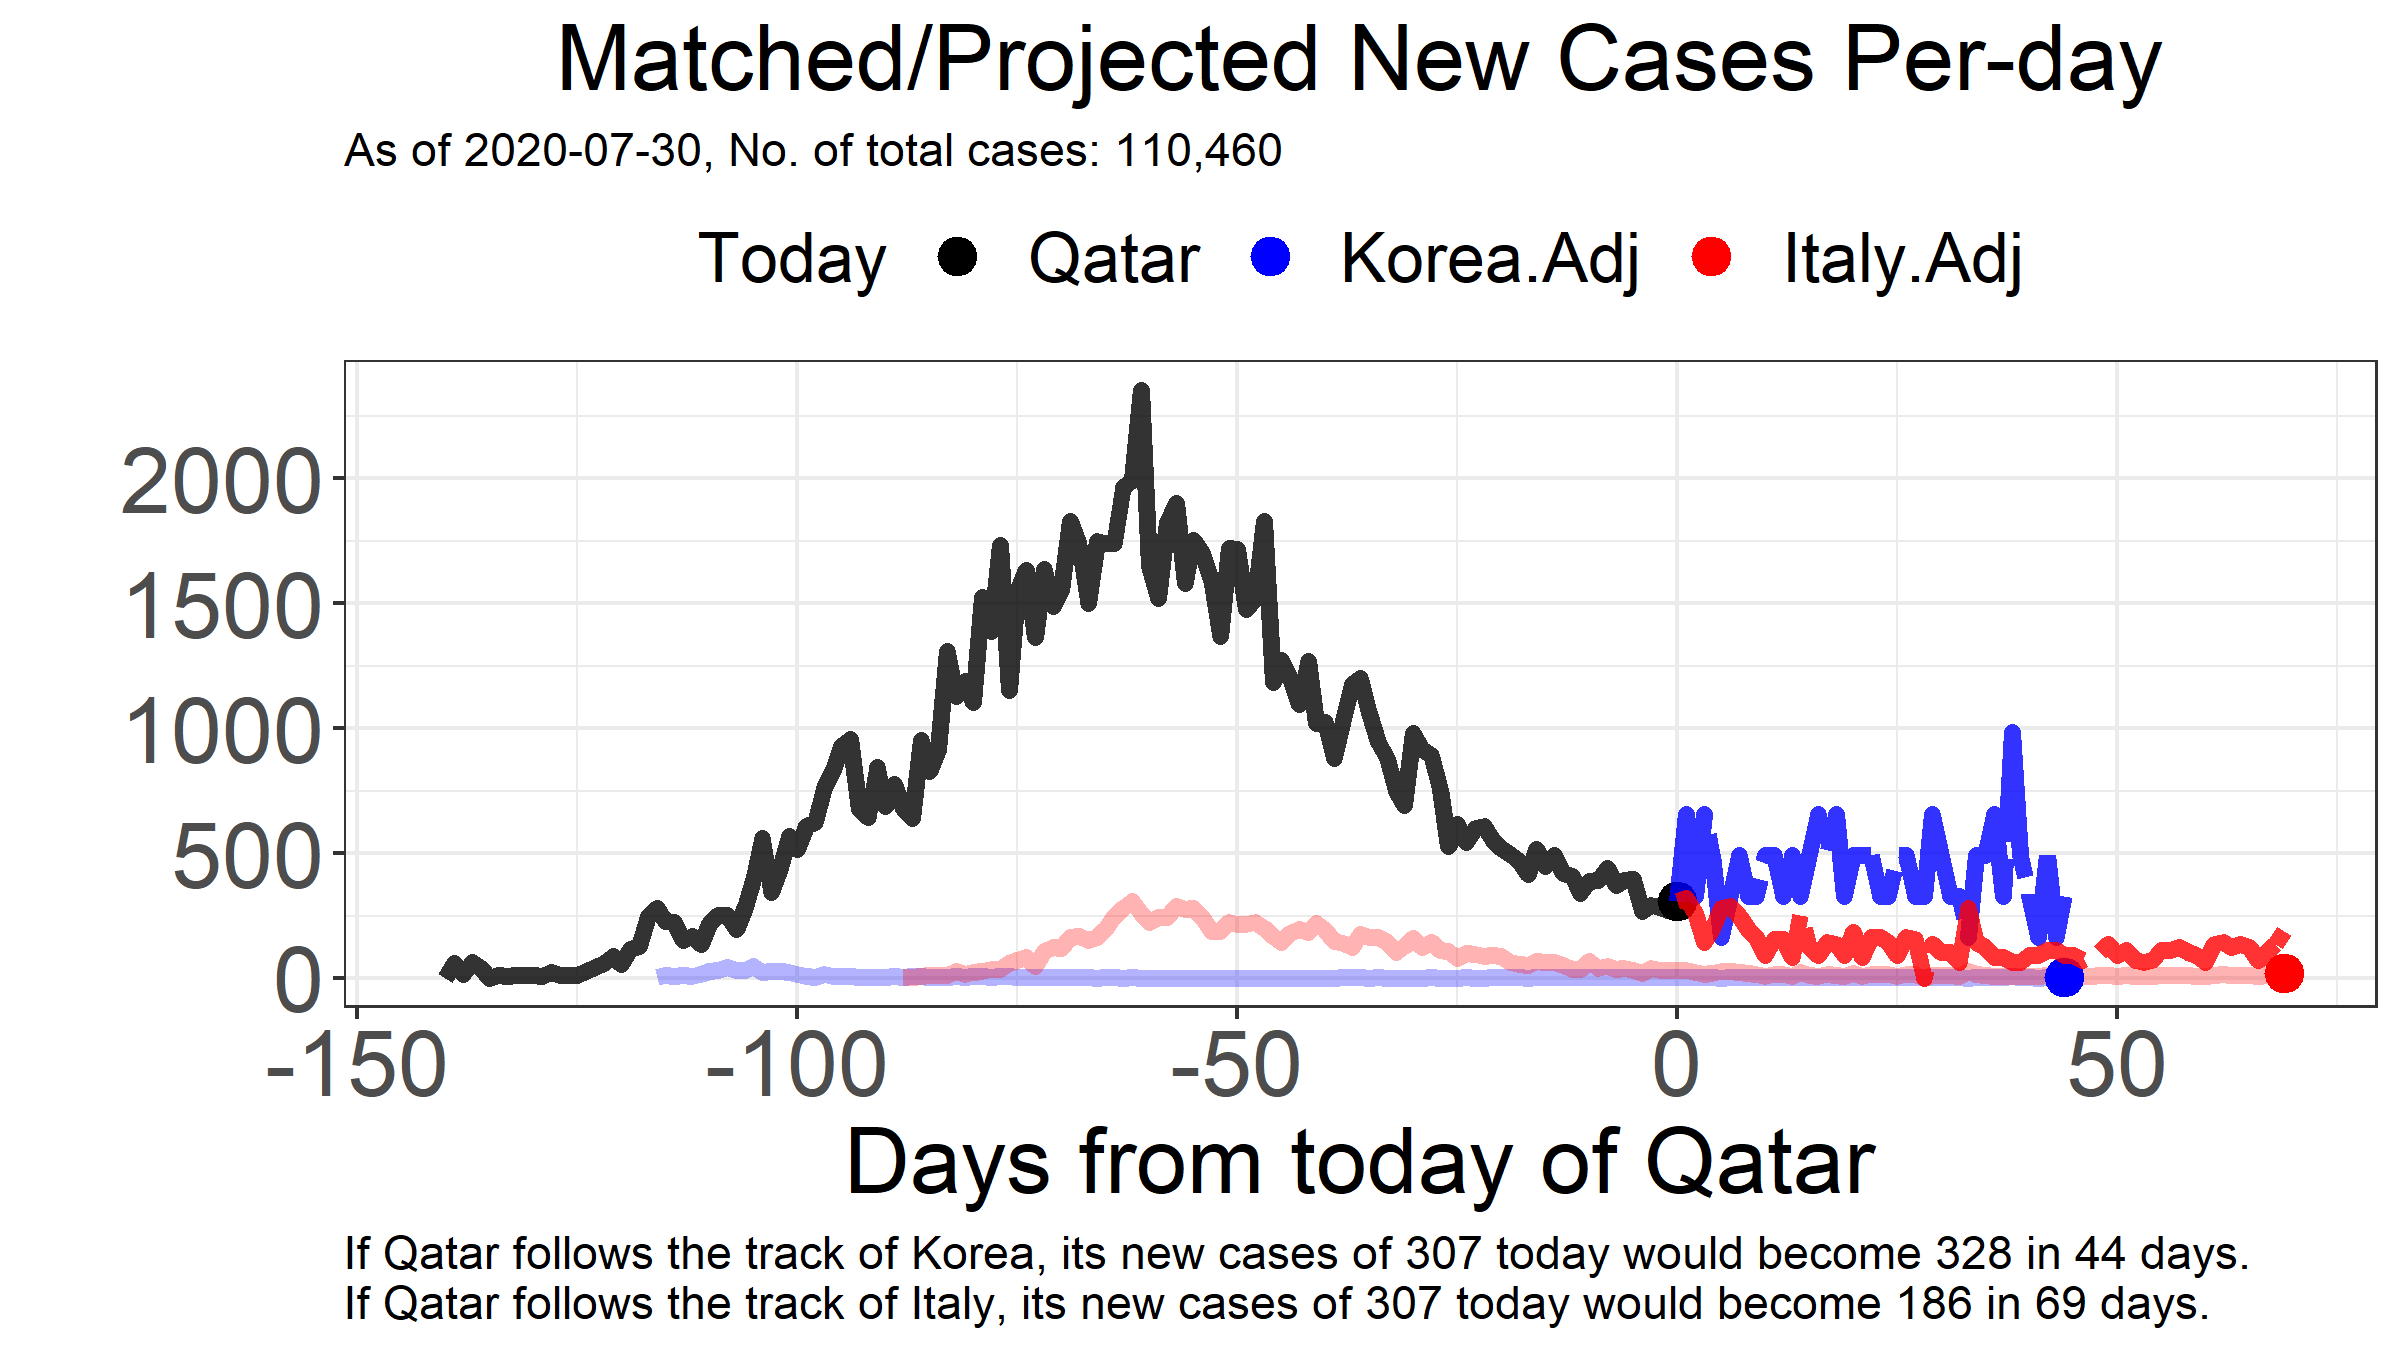 Matched/Projected New Cases Per-day
As of 2020-07-30, No. of total cases: 110,460
Today Qatar Korea.Adj Italy.Adj
2000
1500
1000
500
0
-150 -100 -50 0 50
Days from today of Qatar
If Qatar follows the track of Korea, its new cases of 307 today would become 328 in 44 days.
If Qatar follows the track of Italy, its new cases of 307 today would become 186 in 69 days.